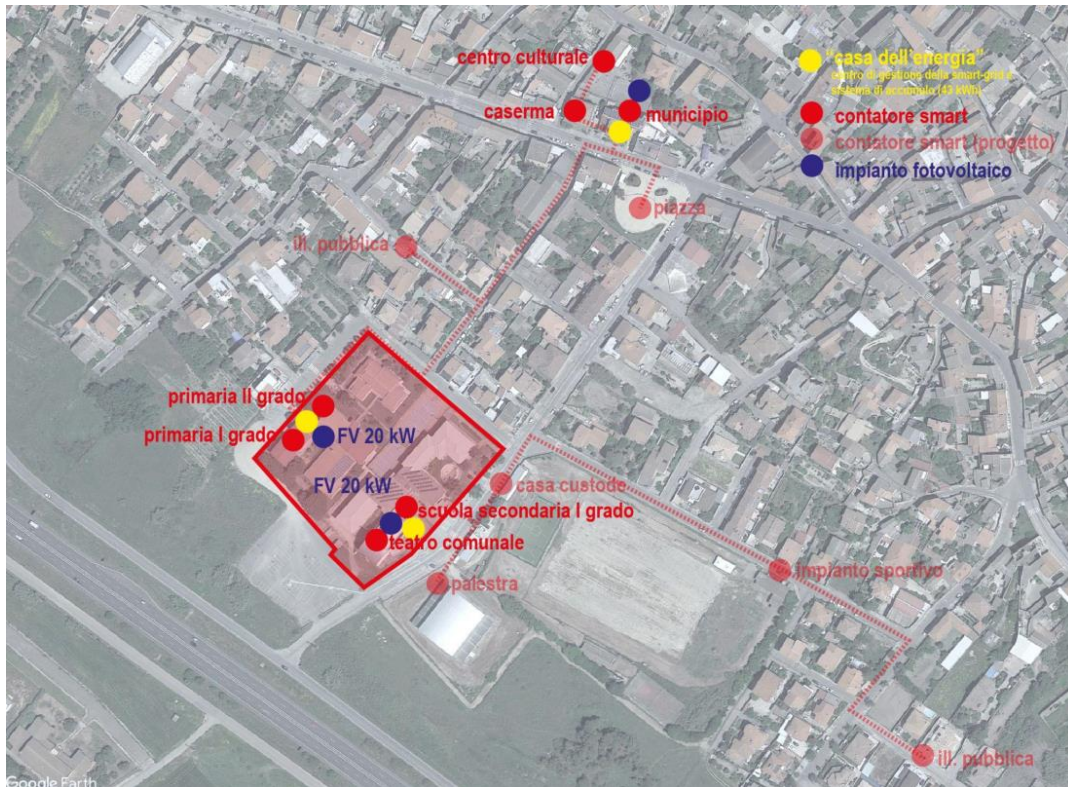 centro culturale
"casa dell'energia"
centro di gestione della smart-grid e
sistema di accumulo (43 kWh)
caserma
municipio
contatore smart
contatore smart (progetto)
impianto fotovoltaico
piazza
ill. pubblica
primaria II grado
primaria I grado
FV 20 kW
FV 20 kW
casa custode
scuola secondaria I grado
teatro comunale
palestra
impianto sportivo
ill. pubblica
Google Earth